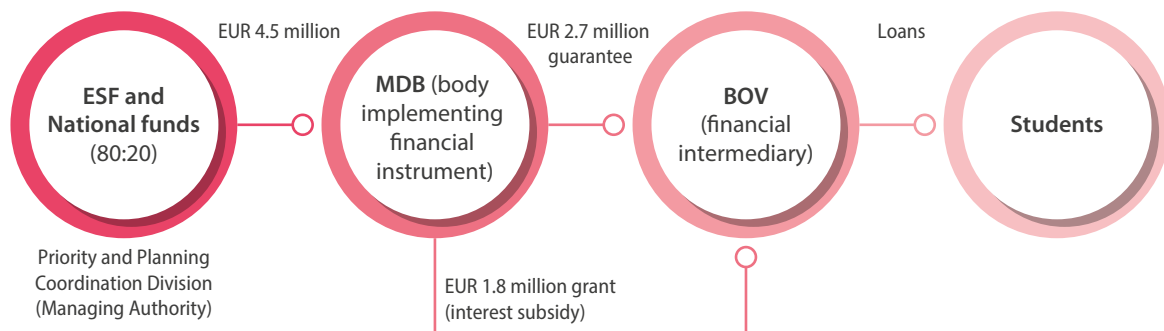 EUR 4.5 million
EUR 2.7 million
guarantee
Loans
ESF and
National funds
(80:20)
MDB (body
implementing
financial
instrument)
BOV
(financial
intermediary)
Students
Priority and Planning
Coordination Division
(Managing Authority)
EUR 1.8 million grant
(interest subsidy)